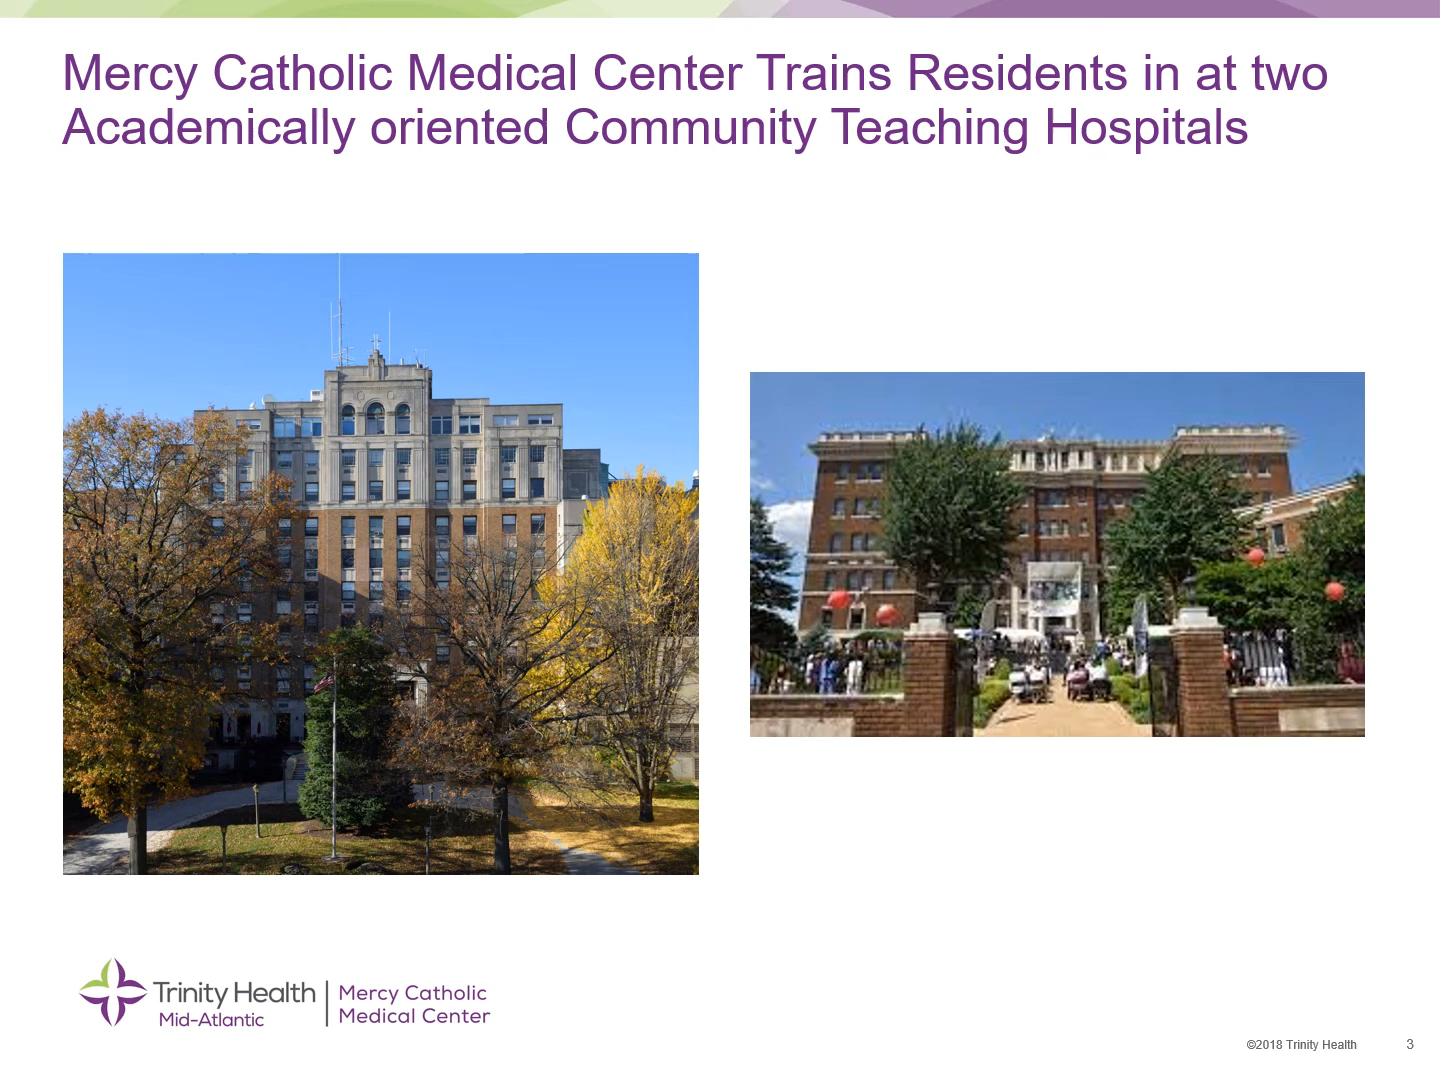 Mercy Catholic Medical Center Trains Residents in at two
Academically oriented Community Teaching Hospitals
Trinity Health
Mid-Atlantic
Mercy Catholic
Medical Center
©2018 Trinity Health
3